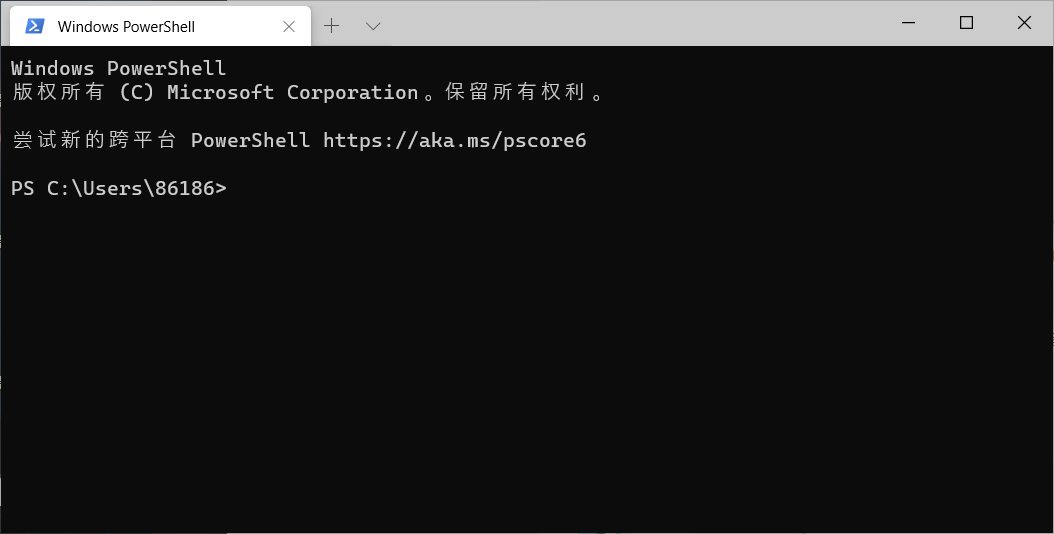 Windows PowerShell
Windows PowerShell
版权所有 (C) Microsoft Corporation。保留所有权利。
尝试新的跨平台 PowerShell https://aka.ms/pscore6
PS C:\Users\86186>